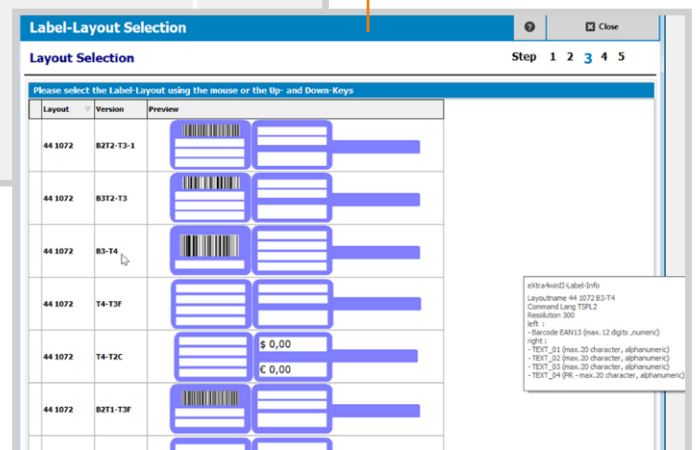 Label-Layout Selection
? Close
Layout Selection
Step 1 2 3 4 5
Please select the Label-Layout using the mouse or the Up- and Down-Keys
Layout Version Preview
44 1072 B2T2-T3-1
44 1072 B3T2-T3
44 1072 B3-T4
44 1072 T4-T3F
$ 0,00
44 1072 T4-T2C
€ 0,00
44 1072 B2T1-T3F
eXtra4winII-Label-Info
Layoutname 44 1072 B3-T4
Command Lang TSPL2
Resolution 300
left :
-Barcode EAN13 (max. 12 digits ,numeric)
right :
-TEXT_01 (max. 20 character, alphanumeric)
-TEXT_02 (max. 20 character, alphanumeric)
-TEXT_03 (max. 20 character, alphanumeric)
-TEXT_04 (PR -max. 20 character, alphanumeric)